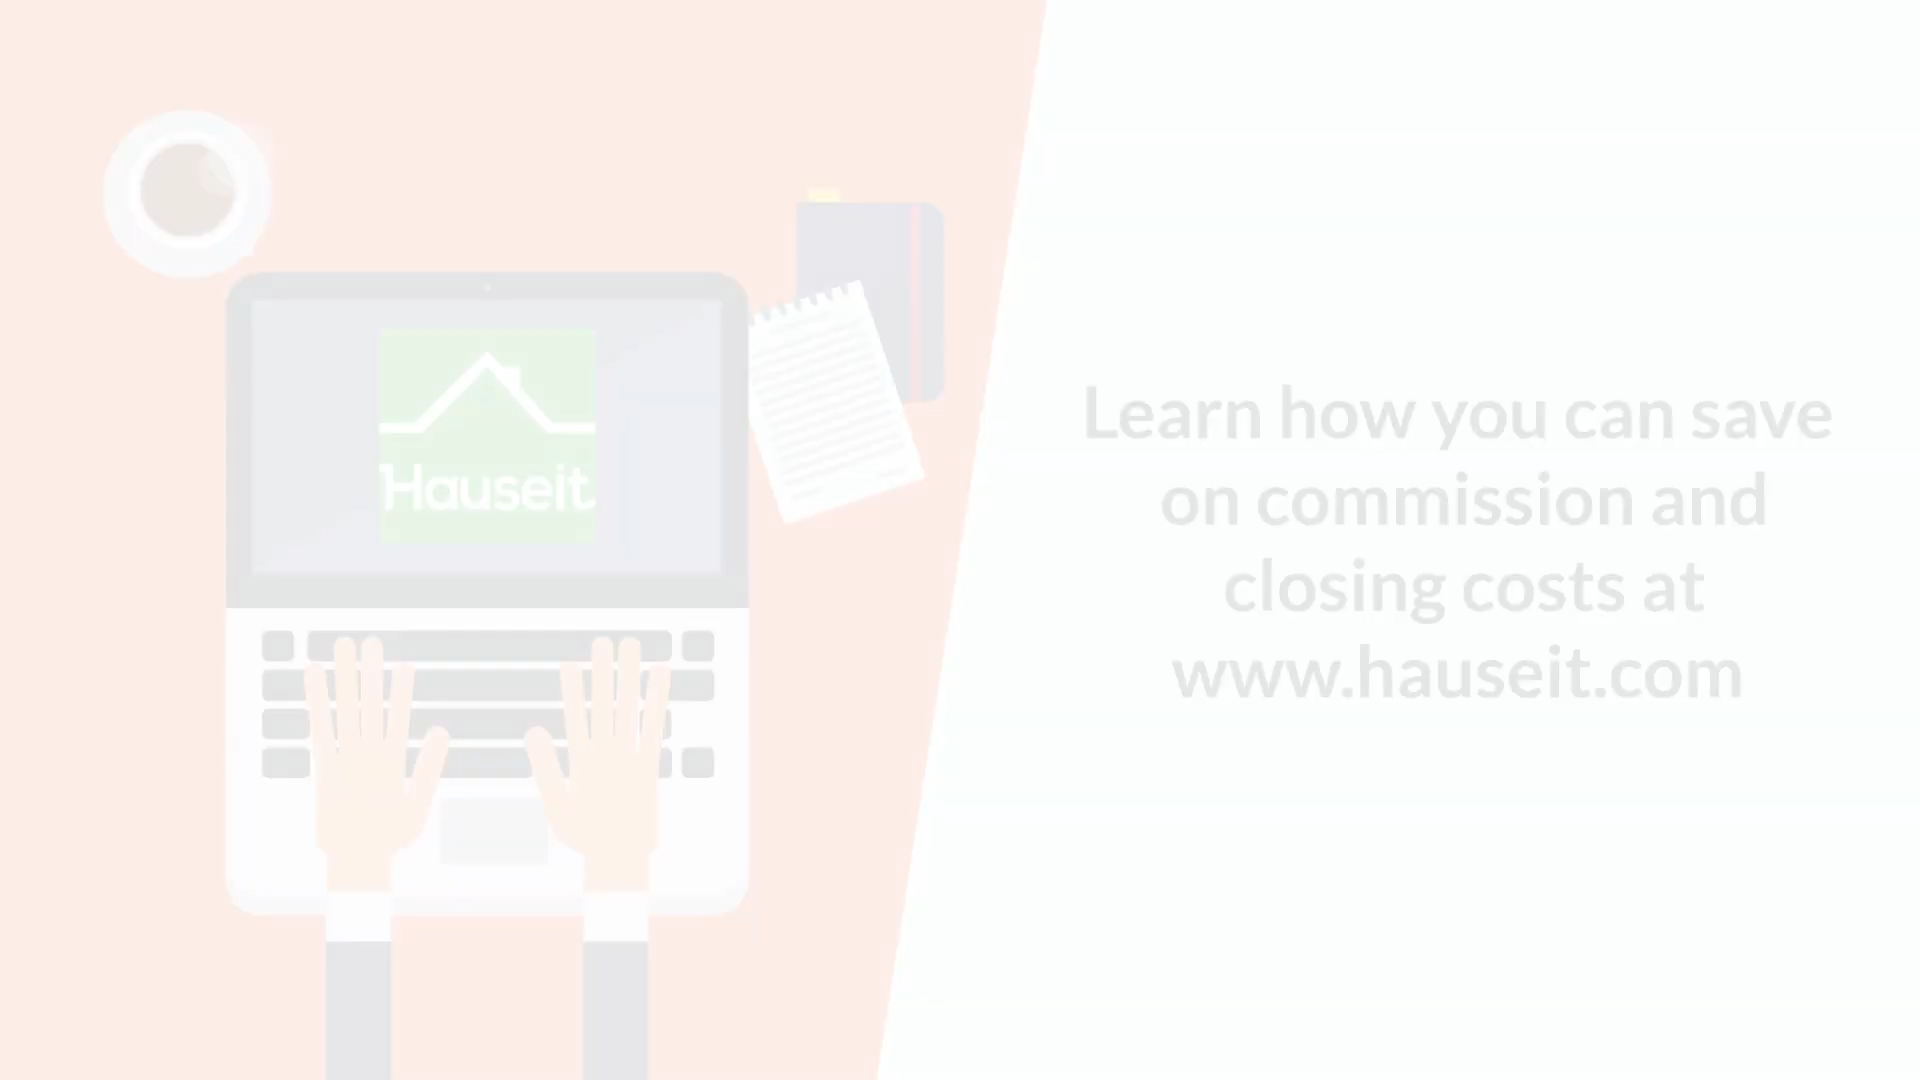 Hauseit
Learn how you can save
on commission and
closing costs at
www.hauseit.com